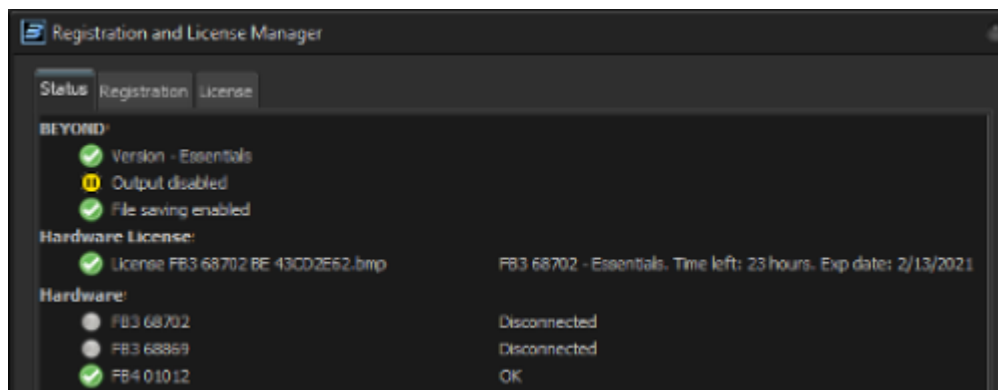 Registration and License Manager
Status Registration License
BEYOND:
Version - Essentials
Output disabled
File saving enabled
Hardware License:
License FB3 68702 BE 43CD2E62.bmp FB3 68702 - Essentials. Time left: 23 hours. Exp date: 2/13/2021
Hardware:
FB3 68702 Disconnected
FB3 68869 Disconnected
FB4 01012 OK